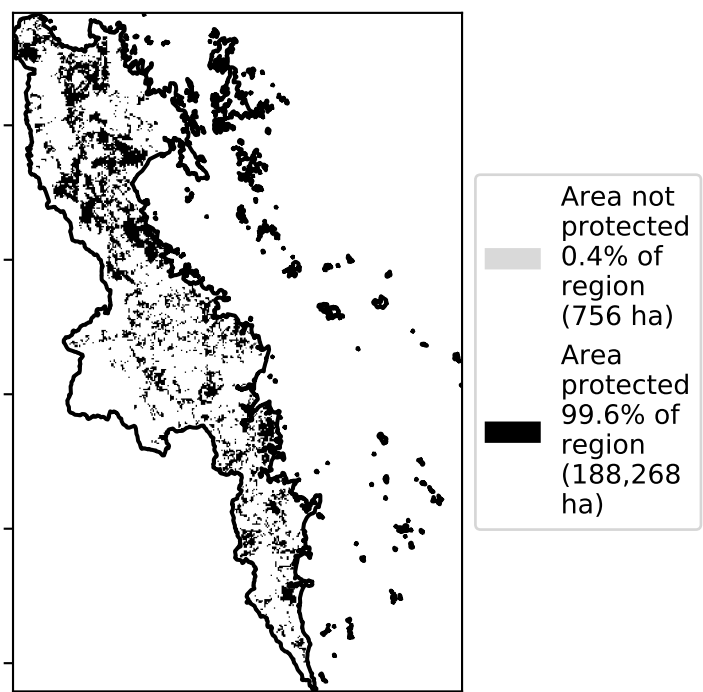 Area not
protected
0.4% of
region
(756 ha)
Area
protected
99.6% of
region
(188,268
ha)